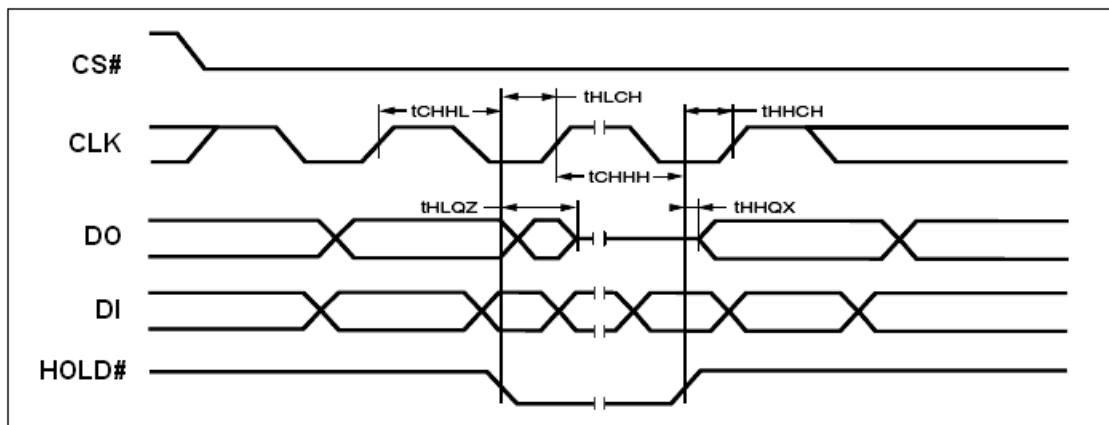 CS#
tCHHL
tHLCH
tHHCH
CLK
tCHHH
tHLQZ
tHHQX
DO
DI
HOLD#